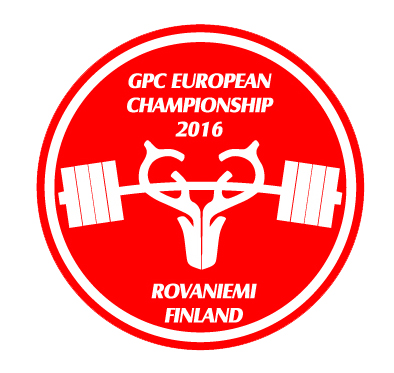 GPC EUROPEAN
CHAMPIONSHIP
2016
ROVANIEMI
FINLAND